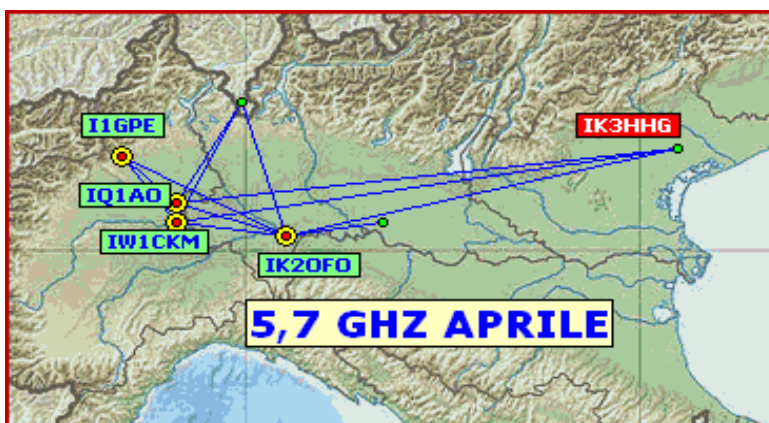 I1GPE
IK3HHG
IQ1AO
IW1CKM
IK2OFO
5,7 GHZ APRILE